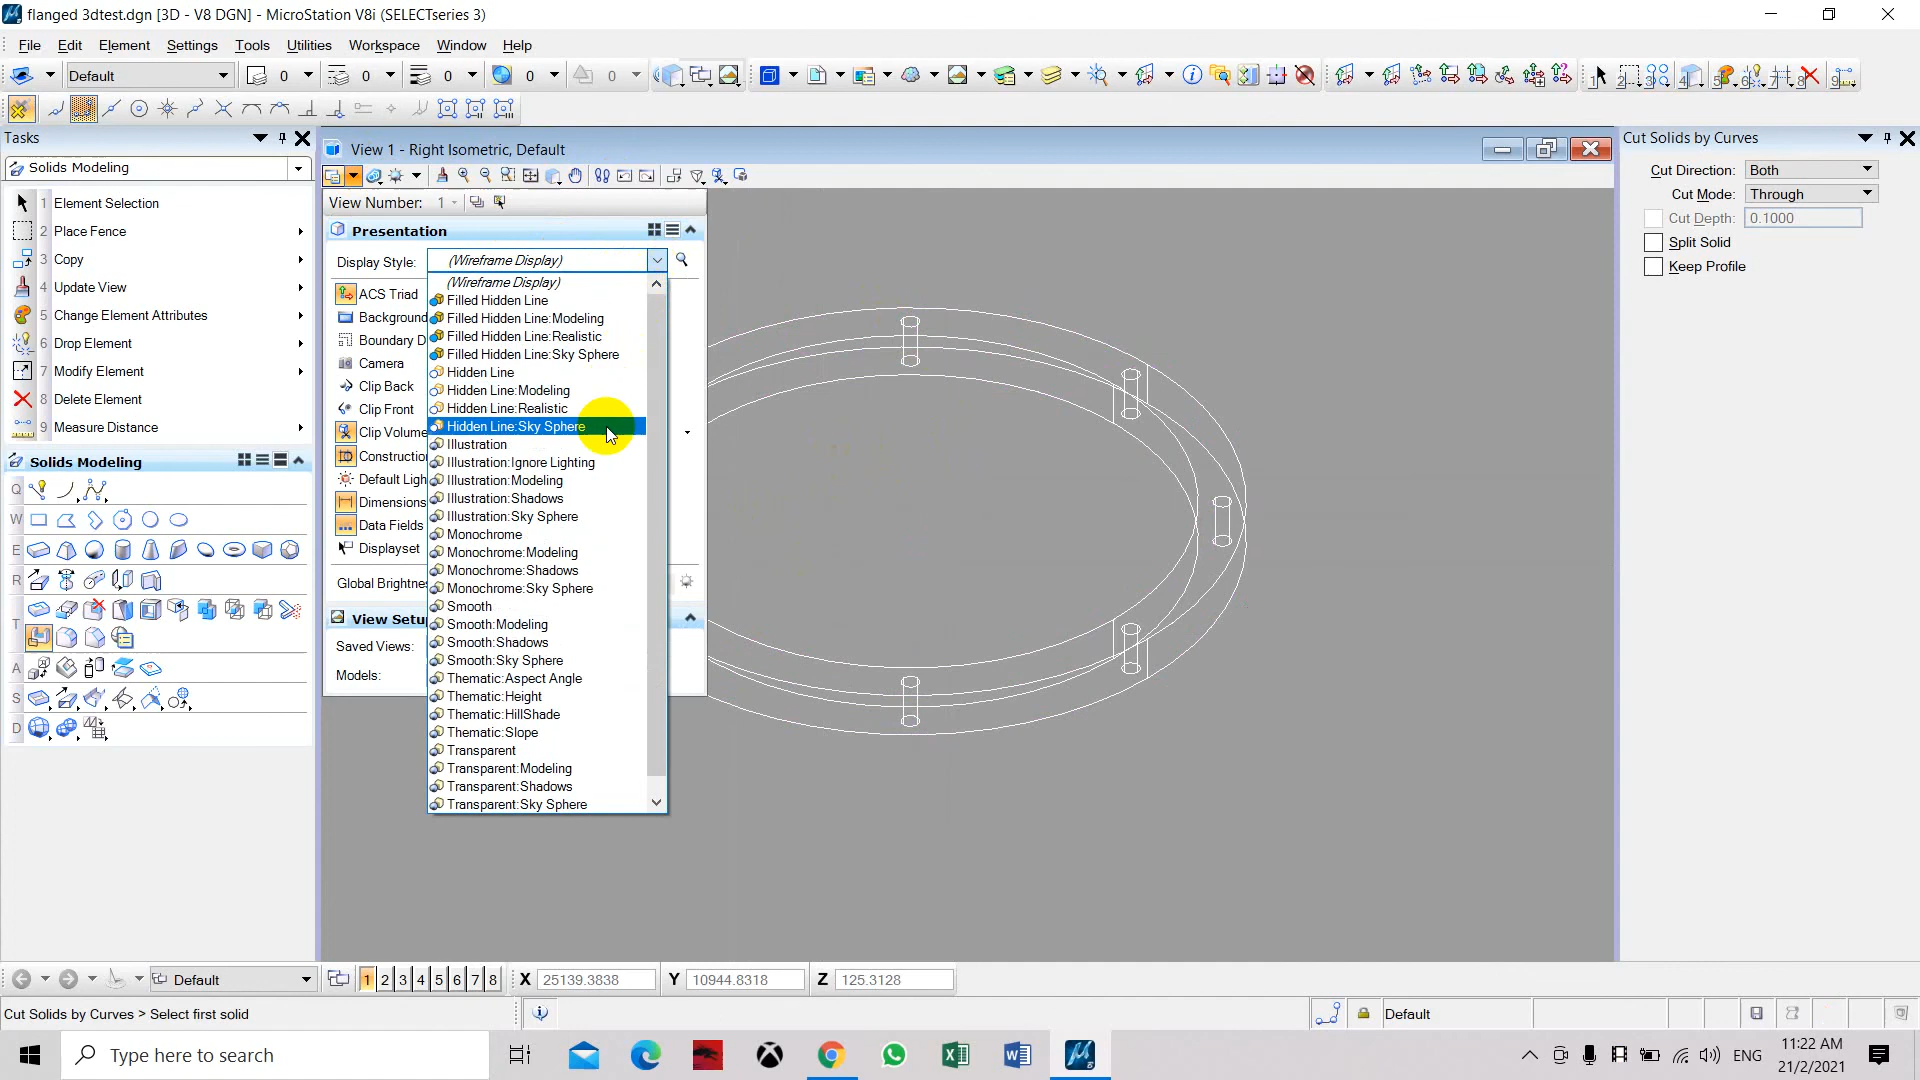 flanged 3dtest.dgn [3D - V8 DGN] - MicroStation V8i (SELECTseries 3)
File Edit Element Settings Tools Utilities Workspace Window Help
Default 0 0 0 0 0
1 2 3 4 5 6 7 8 9
Tasks
Solids Modeling
1 Element Selection
2 Place Fence
3 Copy
4 Update View
5 Change Element Attributes
6 Drop Element
7 Modify Element
8 Delete Element
9 Measure Distance
Solids Modeling
Q
W
E
R
T
A
S
D
View 1 - Right Isometric, Default
View Number: 1
Presentation
Display Style: (Wireframe Display)
ACS Triad
Background
Boundary D
Camera
Clip Back
Clip Front
Clip Volume
Constructio
Default Ligh
Dimensions
Data Fields
Displayset
Global Brightne
View Setu
Saved Views:
Models:
(Wireframe Display)
Filled Hidden Line
Filled Hidden Line:Modeling
Filled Hidden Line:Realistic
Filled Hidden Line:Sky Sphere
Hidden Line
Hidden Line:Modeling
Hidden Line:Realistic
Hidden Line:Sky Sphere
Illustration
Illustration:Ignore Lighting
Illustration:Modeling
Illustration:Shadows
Illustration:Sky Sphere
Monochrome
Monochrome:Modeling
Monochrome:Shadows
Monochrome:Sky Sphere
Smooth
Smooth:Modeling
Smooth:Shadows
Smooth:Sky Sphere
Thematic:Aspect Angle
Thematic:Height
Thematic:HillShade
Thematic:Slope
Transparent
Transparent:Modeling
Transparent:Shadows
Transparent:Sky Sphere
Cut Solids by Curves
Cut Direction: Both
Cut Mode: Through
Cut Depth: 0.1000
Split Solid
Keep Profile
Default 1 2 3 4 5 6 7 8 X 25139.3838 Y 10944.8318 Z 125.3128
Cut Solids by Curves > Select first solid
Default
Type here to search
ENG
11:22 AM
21/2/2021